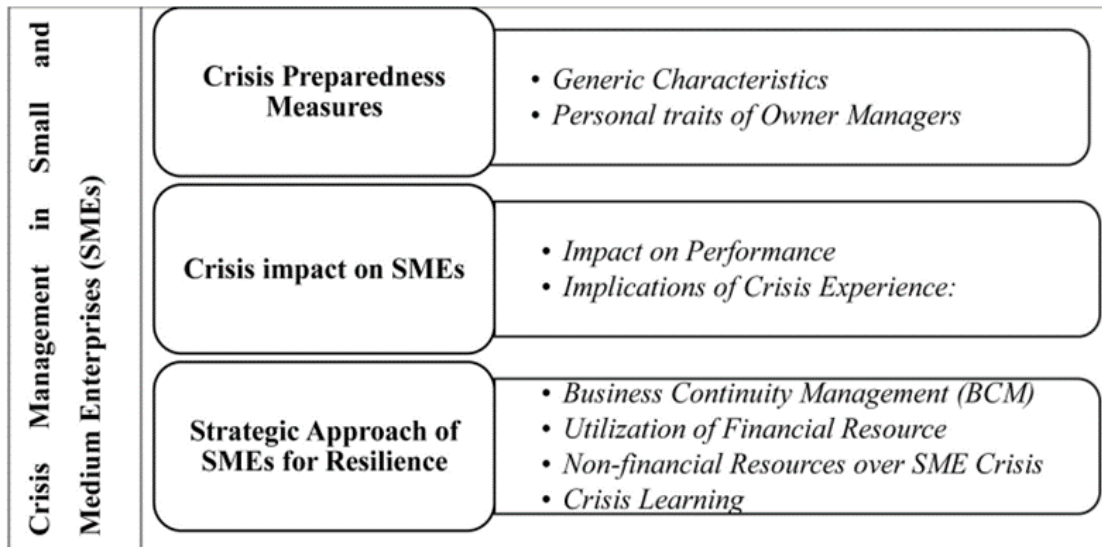 Crisis Management in Small and
Medium Enterprises (SMEs)
Crisis Preparedness
Measures
• Generic Characteristics
• Personal traits of Owner Managers
Crisis impact on SMEs
• Impact on Performance
• Implications of Crisis Experience:
Strategic Approach of
SMEs for Resilience
• Business Continuity Management (BCM)
• Utilization of Financial Resource
• Non-financial Resources over SME Crisis
• Crisis Learning